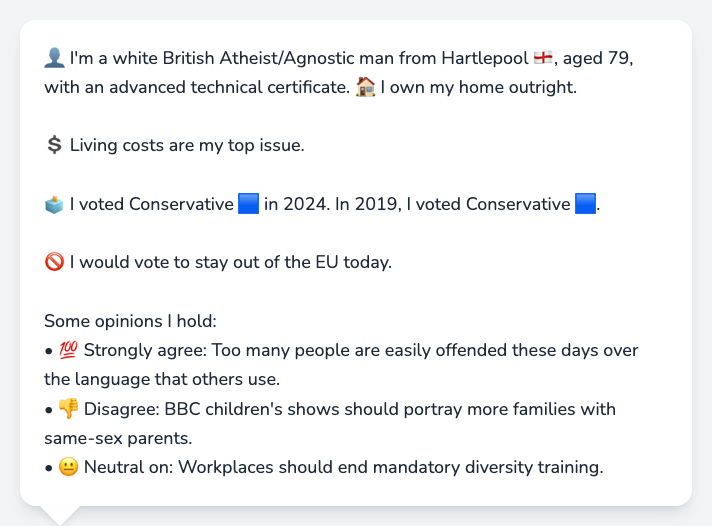 👤 I'm a white British Atheist/Agnostic man from Hartlepool 🏴󠁧󠁢󠁥󠁮󠁧󠁿, aged 79,
with an advanced technical certificate. 🏠 I own my home outright.
💲 Living costs are my top issue.
🗳️ I voted Conservative 🟦 in 2024. In 2019, I voted Conservative 🟦.
🚫 I would vote to stay out of the EU today.
Some opinions I hold:
• 💯 Strongly agree: Too many people are easily offended these days over
the language that others use.
• 👎 Disagree: BBC children's shows should portray more families with
same-sex parents.
• 😐 Neutral on: Workplaces should end mandatory diversity training.